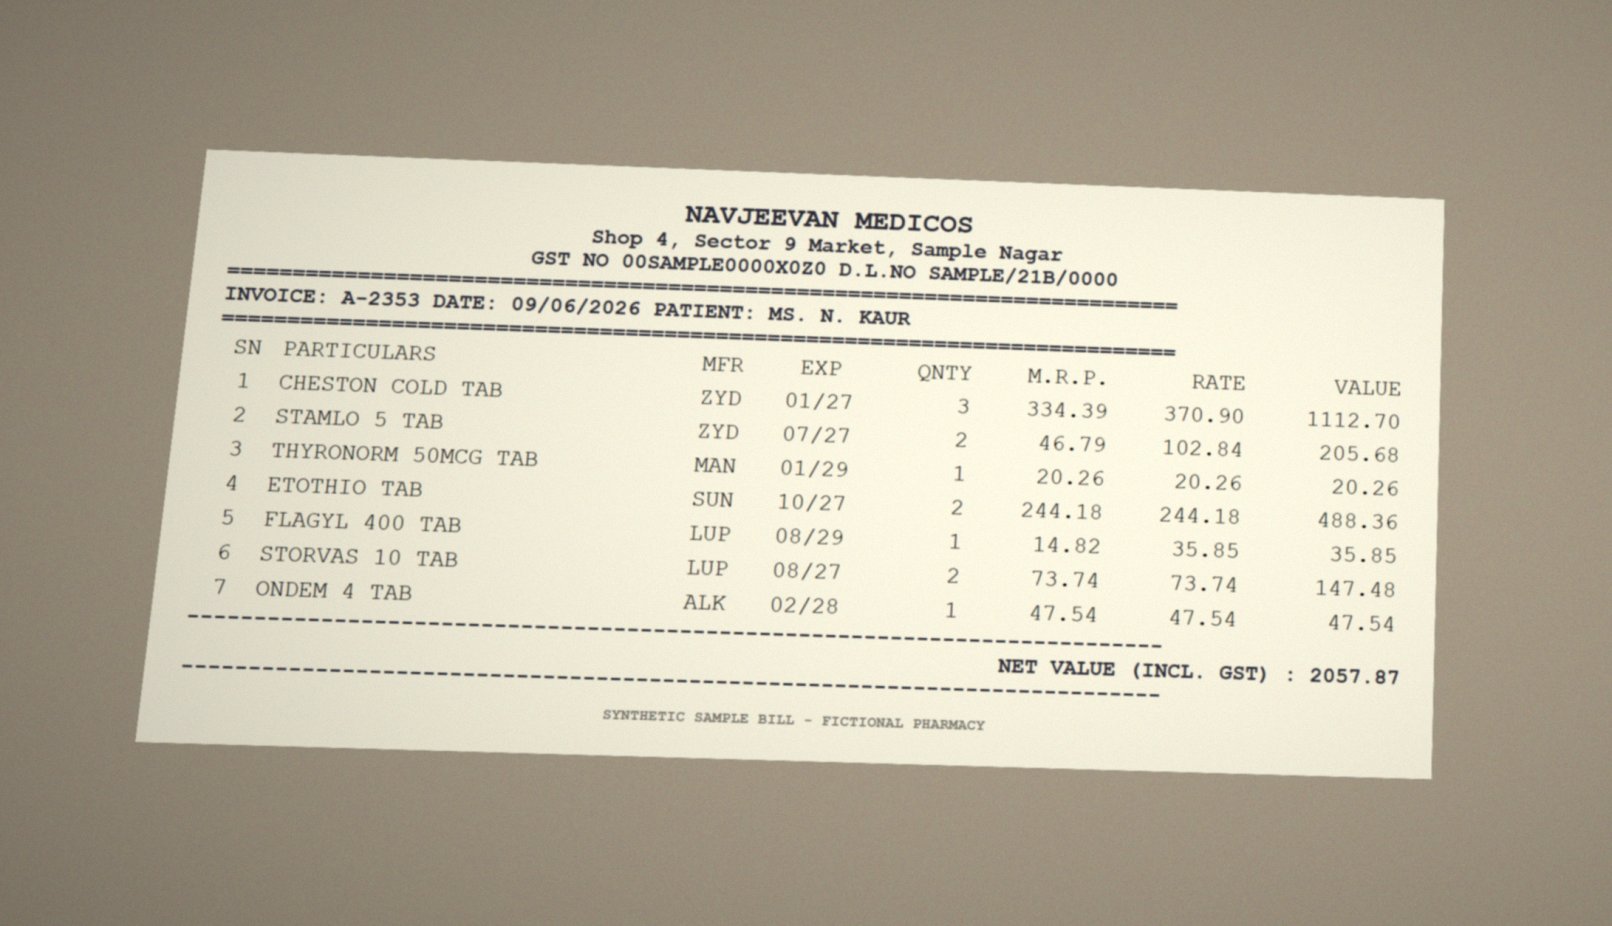 NAVJEEVAN MEDICOS
Shop 4, Sector 9 Market, Sample Nagar
GST NO 00SAMPLE0000X0Z0 D.L.NO SAMPLE/21B/0000
INVOICE: A-2353 DATE: 09/06/2026 PATIENT: MS. N. KAUR
SN PARTICULARS MFR EXP QNTY M.R.P. RATE VALUE
1 CHESTON COLD TAB ZYD 01/27 3 334.39 370.90 1112.70
2 STAMLO 5 TAB ZYD 07/27 2 46.79 102.84 205.68
3 THYRONORM 50MCG TAB MAN 01/29 1 20.26 20.26 20.26
4 ETOTHIO TAB SUN 10/27 2 244.18 244.18 488.36
5 FLAGYL 400 TAB LUP 08/29 1 14.82 35.85 35.85
6 STORVAS 10 TAB LUP 08/27 2 73.74 73.74 147.48
7 ONDEM 4 TAB ALK 02/28 1 47.54 47.54 47.54
NET VALUE (INCL. GST) : 2057.87
SYNTHETIC SAMPLE BILL - FICTIONAL PHARMACY